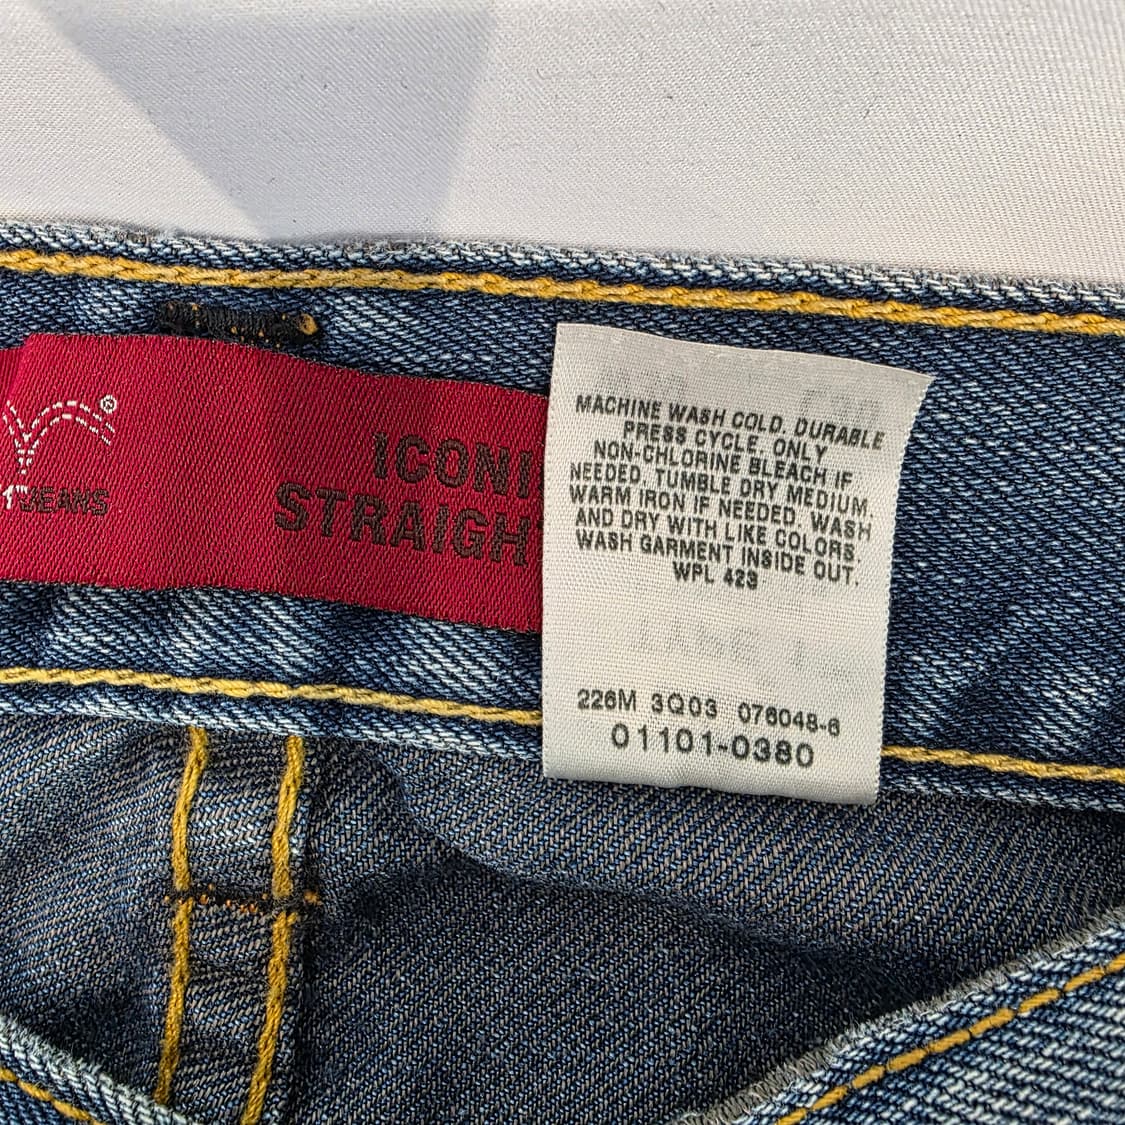 1™JEANS
ICONI
STRAIGH
MACHINE WASH COLD. DURABLE
PRESS CYCLE. ONLY
NON-CHLORINE BLEACH IF
NEEDED. TUMBLE DRY MEDIUM.
WARM IRON IF NEEDED. WASH
AND DRY WITH LIKE COLORS.
WASH GARMENT INSIDE OUT.
WPL 423
226M 3Q03 076048-6
01101-0380